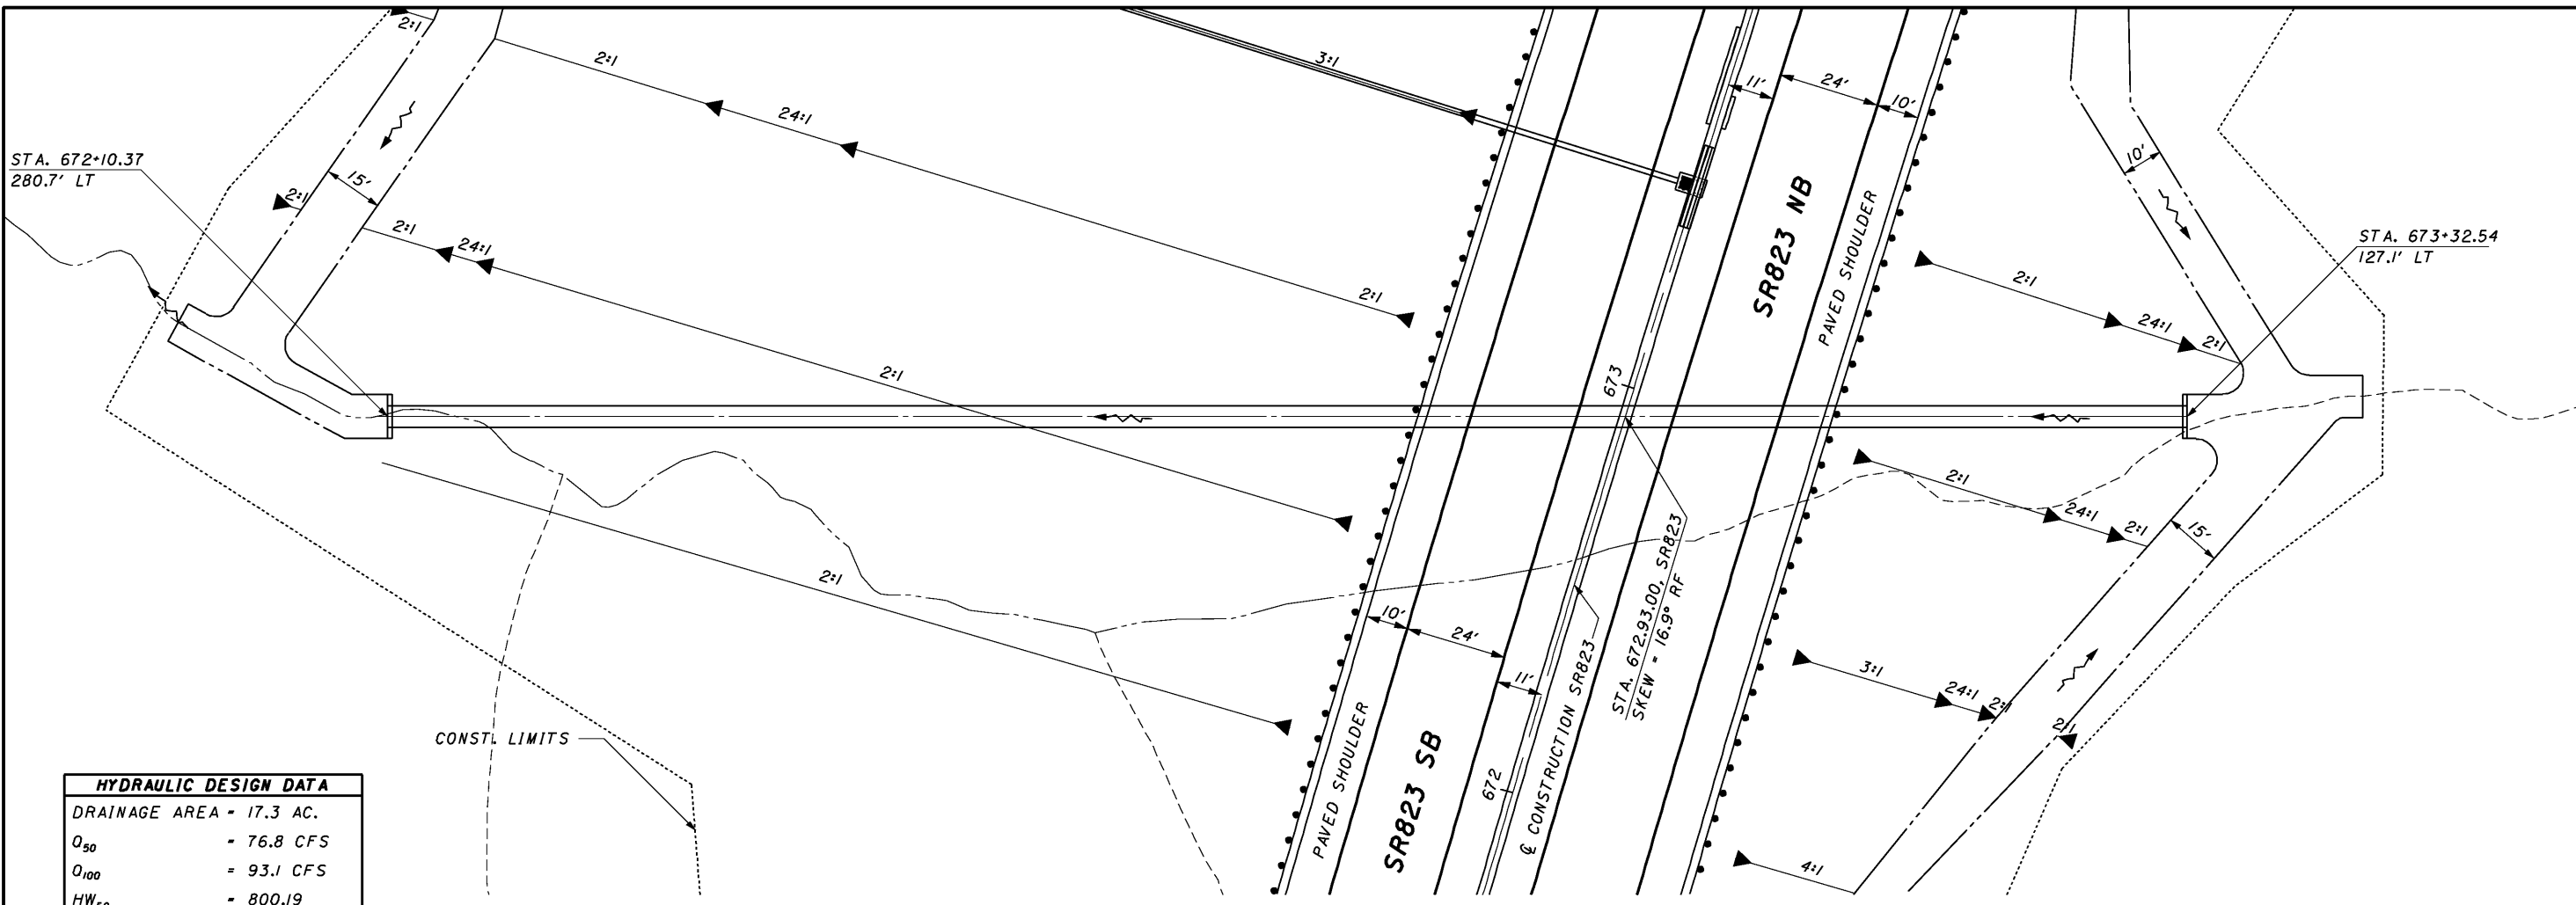 2:1
2:1
3:1
11'
24'
10'
24:1
STA. 672+10.37
280.7' LT
15'
2:1
10'
2:1
24:1
SR823 NB
PAVED SHOULDER
STA. 673+32.54
127.1' LT
2:1
2:1
24:1
2:1
2:1
673
2:1
24:1
2:1
15'
2:1
STA. 672.93.00, SR823
SKEW = 16.9° RF
10'
24'
11'
3:1
24:1
2:1
2:1
CONST. LIMITS
PAVED SHOULDER
SR823 SB
672
℄ CONSTRUCTION SR823
4:1
HYDRAULIC DESIGN DATA
DRAINAGE AREA = 17.3 AC.
Q50 = 76.8 CFS
Q100 = 93.1 CFS
HW50 = 800.19